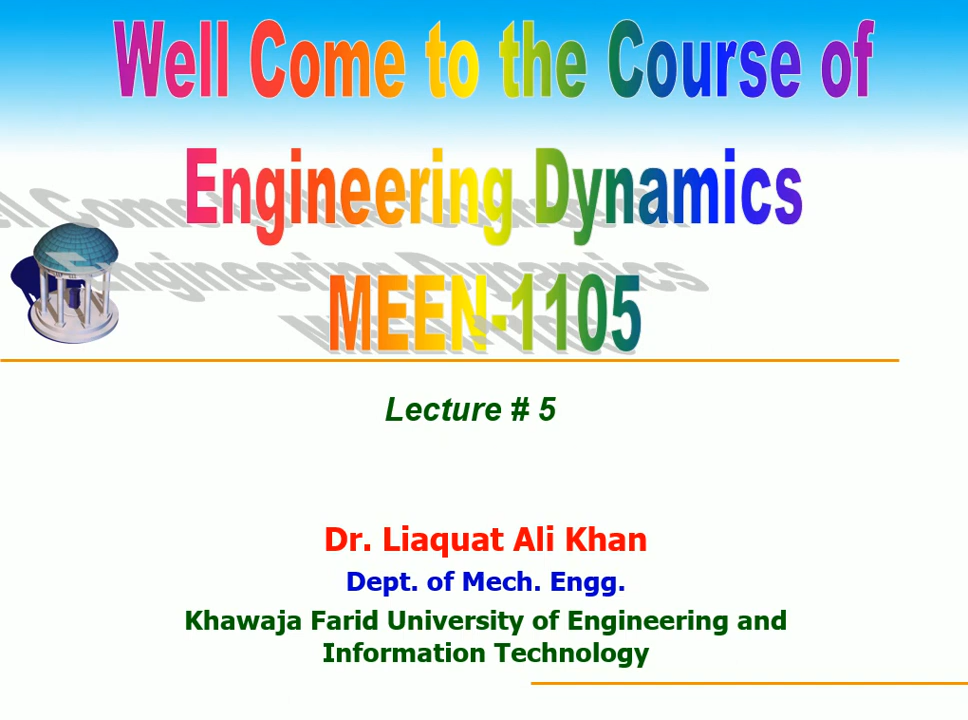 Well Come to the Course of
Engineering Dynamics
MEEN-1105
Lecture # 5
Dr. Liaquat Ali Khan
Dept. of Mech. Engg.
Khawaja Farid University of Engineering and
Information Technology